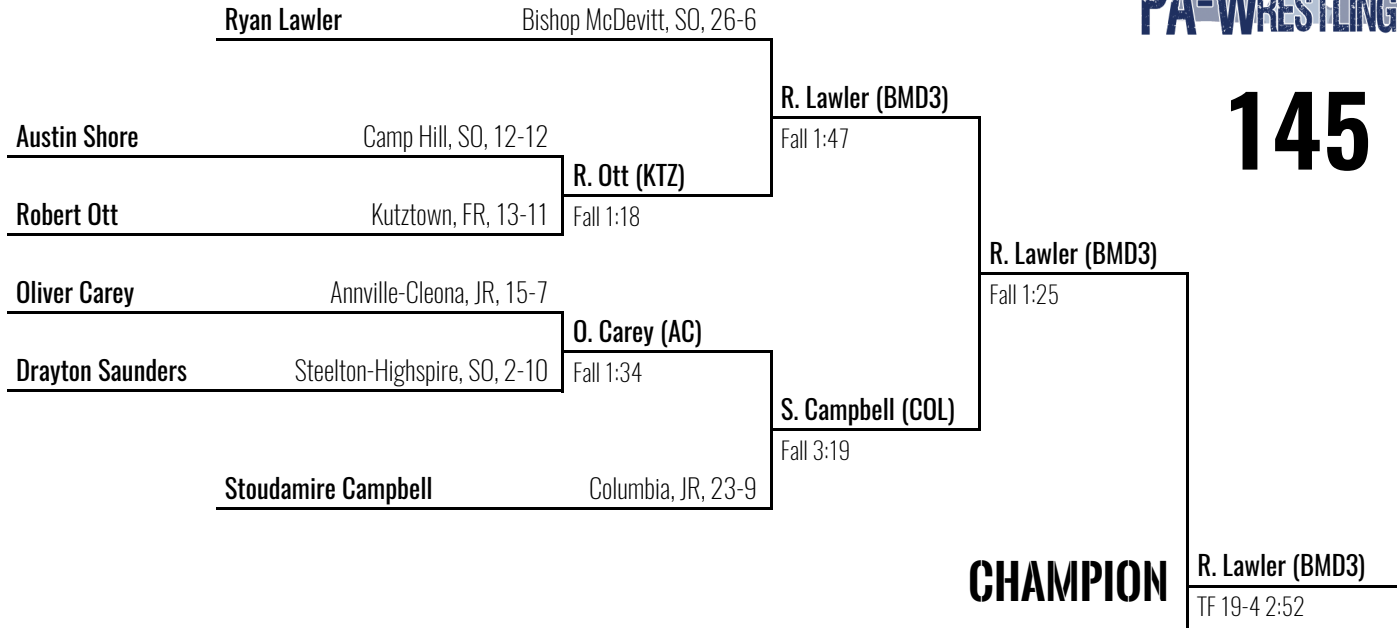 Ryan Lawler Bishop McDevitt, SO, 26-6
PA-WRESTLING
R. Lawler (BMD3)
145
Austin Shore Camp Hill, SO, 12-12
Fall 1:47
R. Ott (KTZ)
Robert Ott Kutztown, FR, 13-11
Fall 1:18
R. Lawler (BMD3)
Oliver Carey Annville-Cleona, JR, 15-7
Fall 1:25
O. Carey (AC)
Drayton Saunders Steelton-Highspire, SO, 2-10
Fall 1:34
S. Campbell (COL)
Fall 3:19
Stoudamire Campbell Columbia, JR, 23-9
CHAMPION
R. Lawler (BMD3)
TF 19-4 2:52